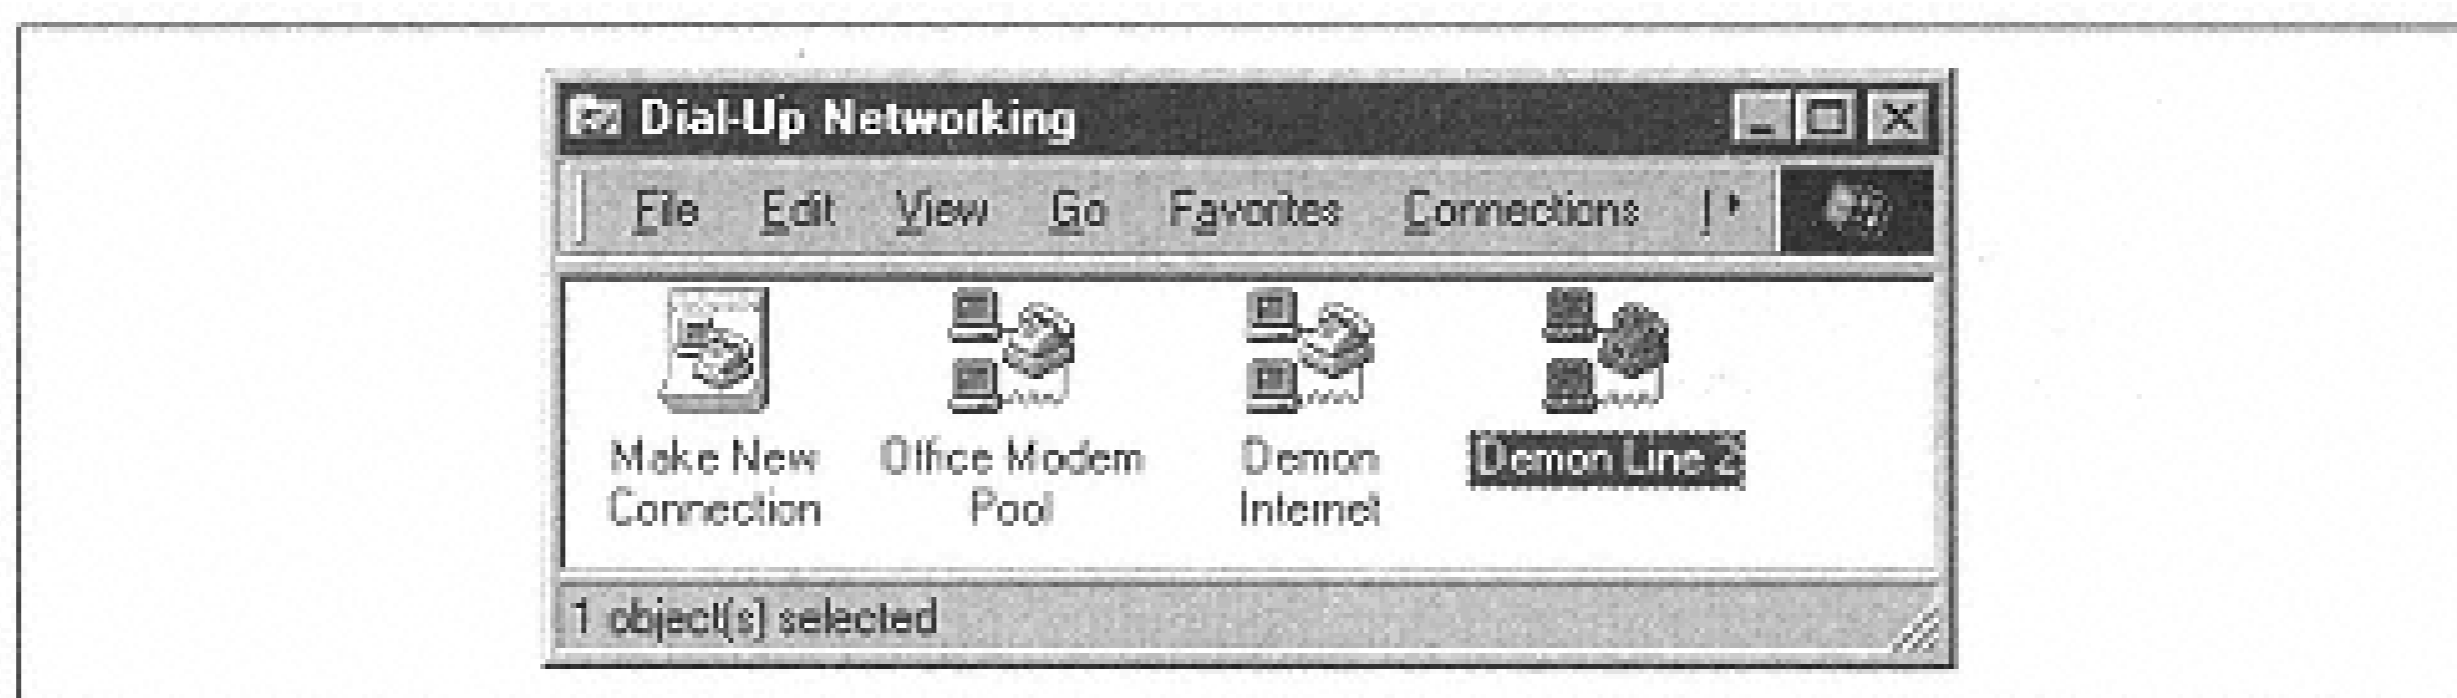 Dial-Up Networking
File Edit View Go Favorites Connections
Make New Connection
Office Modem Pool
Demon Internet
Demon Line 2
1 object(s) selected